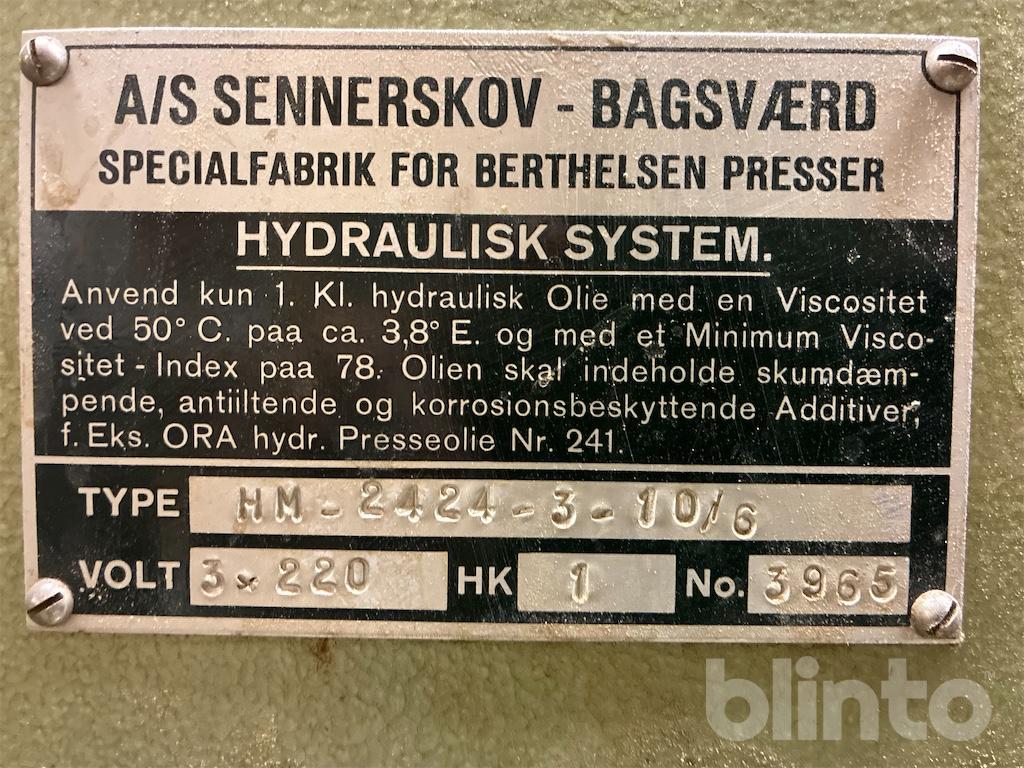 A/S SENNERSKOV - BAGSVÆRD
SPECIALFABRIK FOR BERTHELSEN PRESSER
HYDRAULISK SYSTEM.
Anvend kun 1. Kl. hydraulisk Olie med en Viscositet
ved 50° C. paa ca. 3,8° E. og med et Minimum Visco-
sitet - Index paa 78. Olien skal indeholde skumdæm-
pende, antiiltende og korrosionsbeskyttende Additiver,
f. Eks. ORA hydr. Presseolie Nr. 241.
TYPE HM-2424-3-10/6
VOLT 3×220 HK 1 No. 3965
blinto